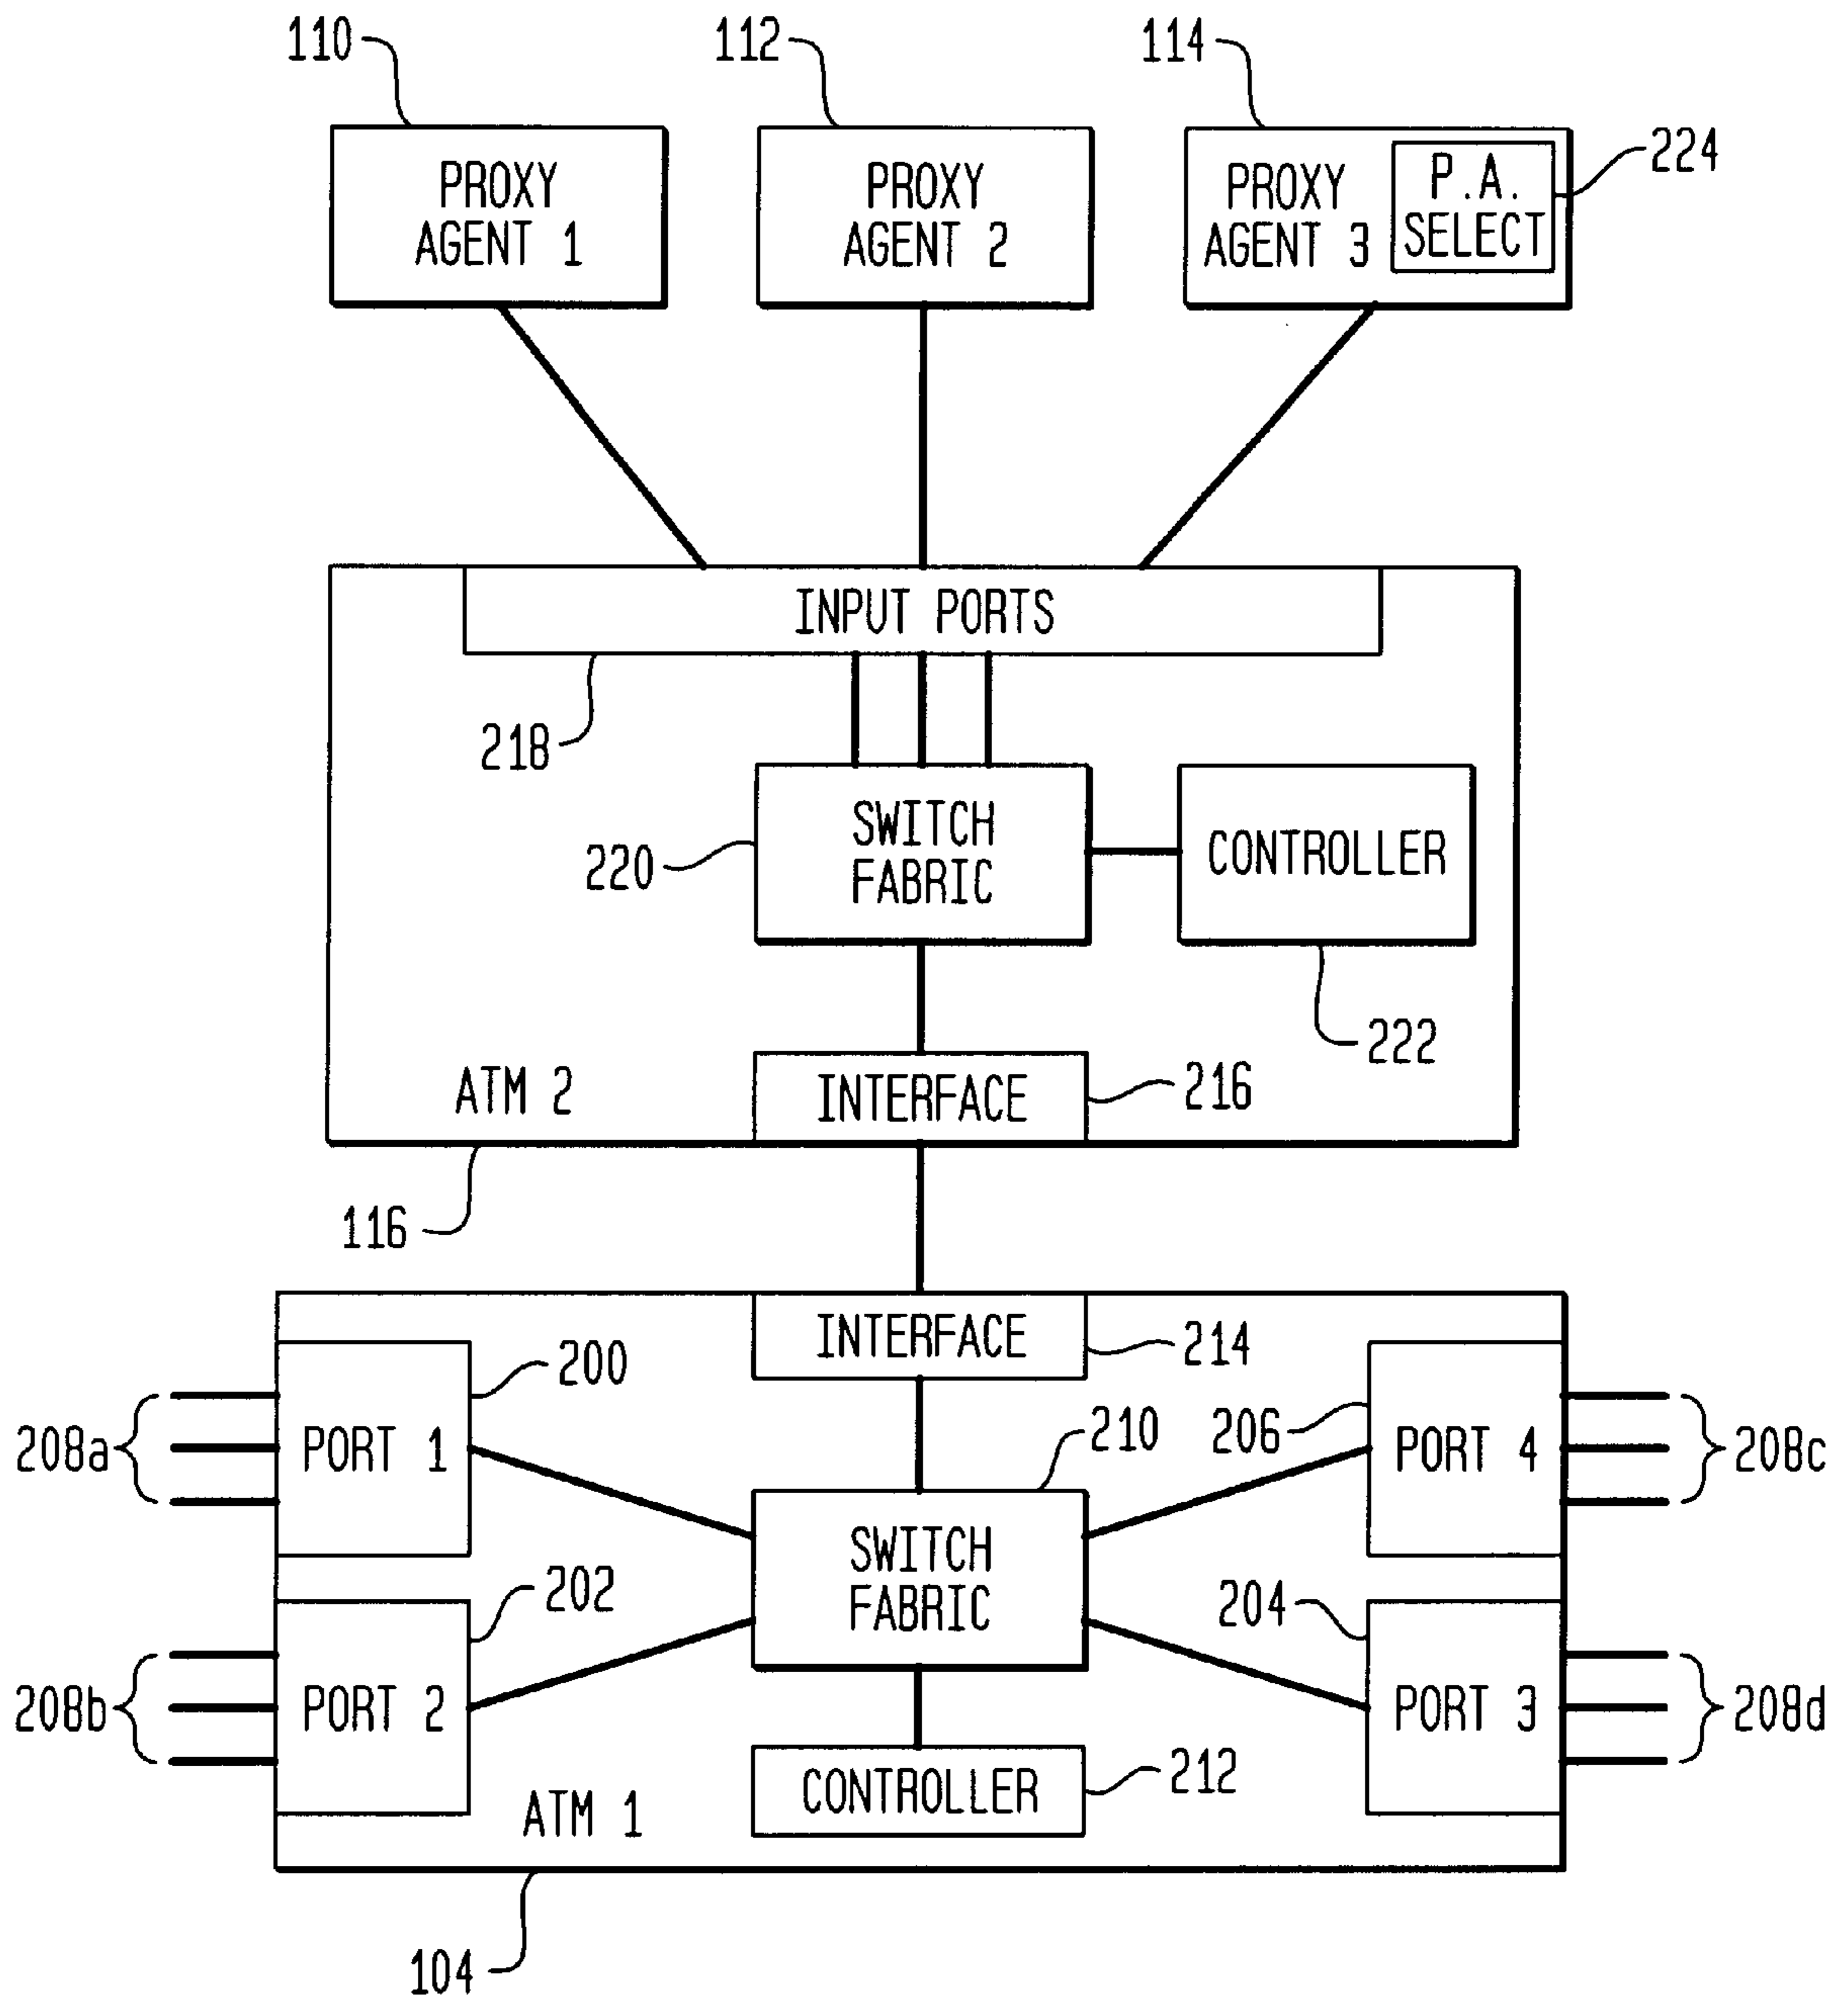 110
112
114
PROXY
AGENT 1
PROXY
AGENT 2
PROXY
AGENT 3
P.A.
SELECT
224
INPUT PORTS
218
SWITCH
FABRIC
220
CONTROLLER
222
ATM 2
INTERFACE
216
116
INTERFACE
214
200
PORT 1
208a
210
206
PORT 4
208c
SWITCH
FABRIC
202
PORT 2
208b
204
PORT 3
208d
CONTROLLER
212
ATM 1
104